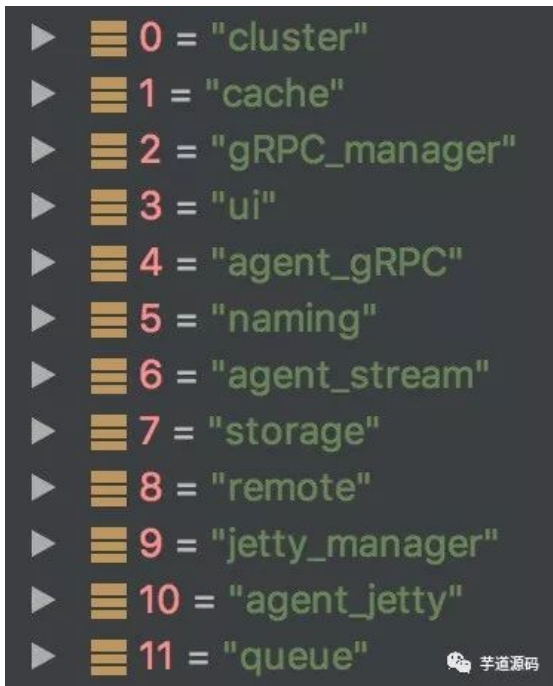 0 = "cluster"
1 = "cache"
2 = "gRPC_manager"
3 = "ui"
4 = "agent_gRPC"
5 = "naming"
6 = "agent_stream"
7 = "storage"
8 = "remote"
9 = "jetty_manager"
10 = "agent_jetty"
11 = "queue"
芋道源码